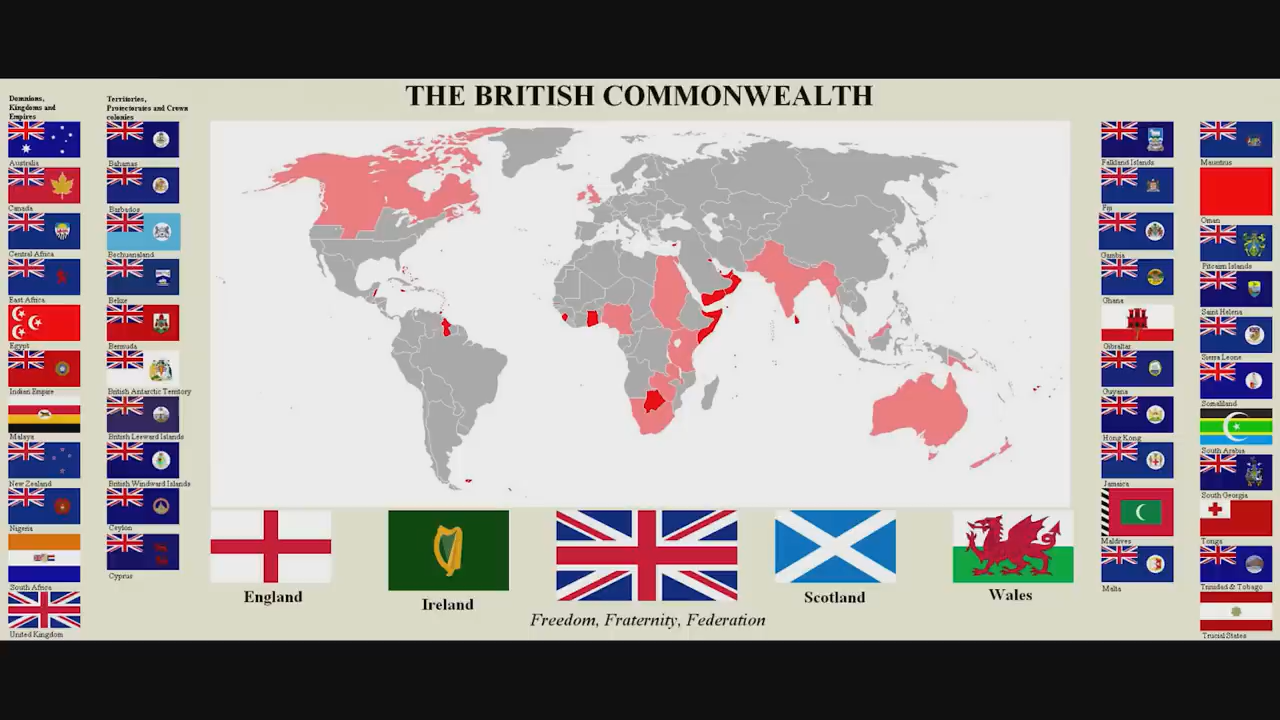 THE BRITISH COMMONWEALTH
Dominions,
Kingdoms and
Empires
Australia
Canada
Central Africa
East Africa
Egypt
Indian Empire
Malaya
New Zealand
Nigeria
South Africa
United Kingdom
Territories,
Protectorates and Crown
colonies
Bahamas
Barbados
Bechuanaland
Belize
Bermuda
British Antarctic Territory
British Leeward Islands
British Windward Islands
Ceylon
Cyprus
England
Ireland
Scotland
Wales
Freedom, Fraternity, Federation
Falkland Islands
Fiji
Gambia
Ghana
Gibraltar
Guyana
Hong Kong
Jamaica
Maldives
Malta
Mauritius
Oman
Pitcairn Islands
Saint Helena
Sierra Leone
Somaliland
South Arabia
South Georgia
Tonga
Trinidad & Tobago
Trucial States